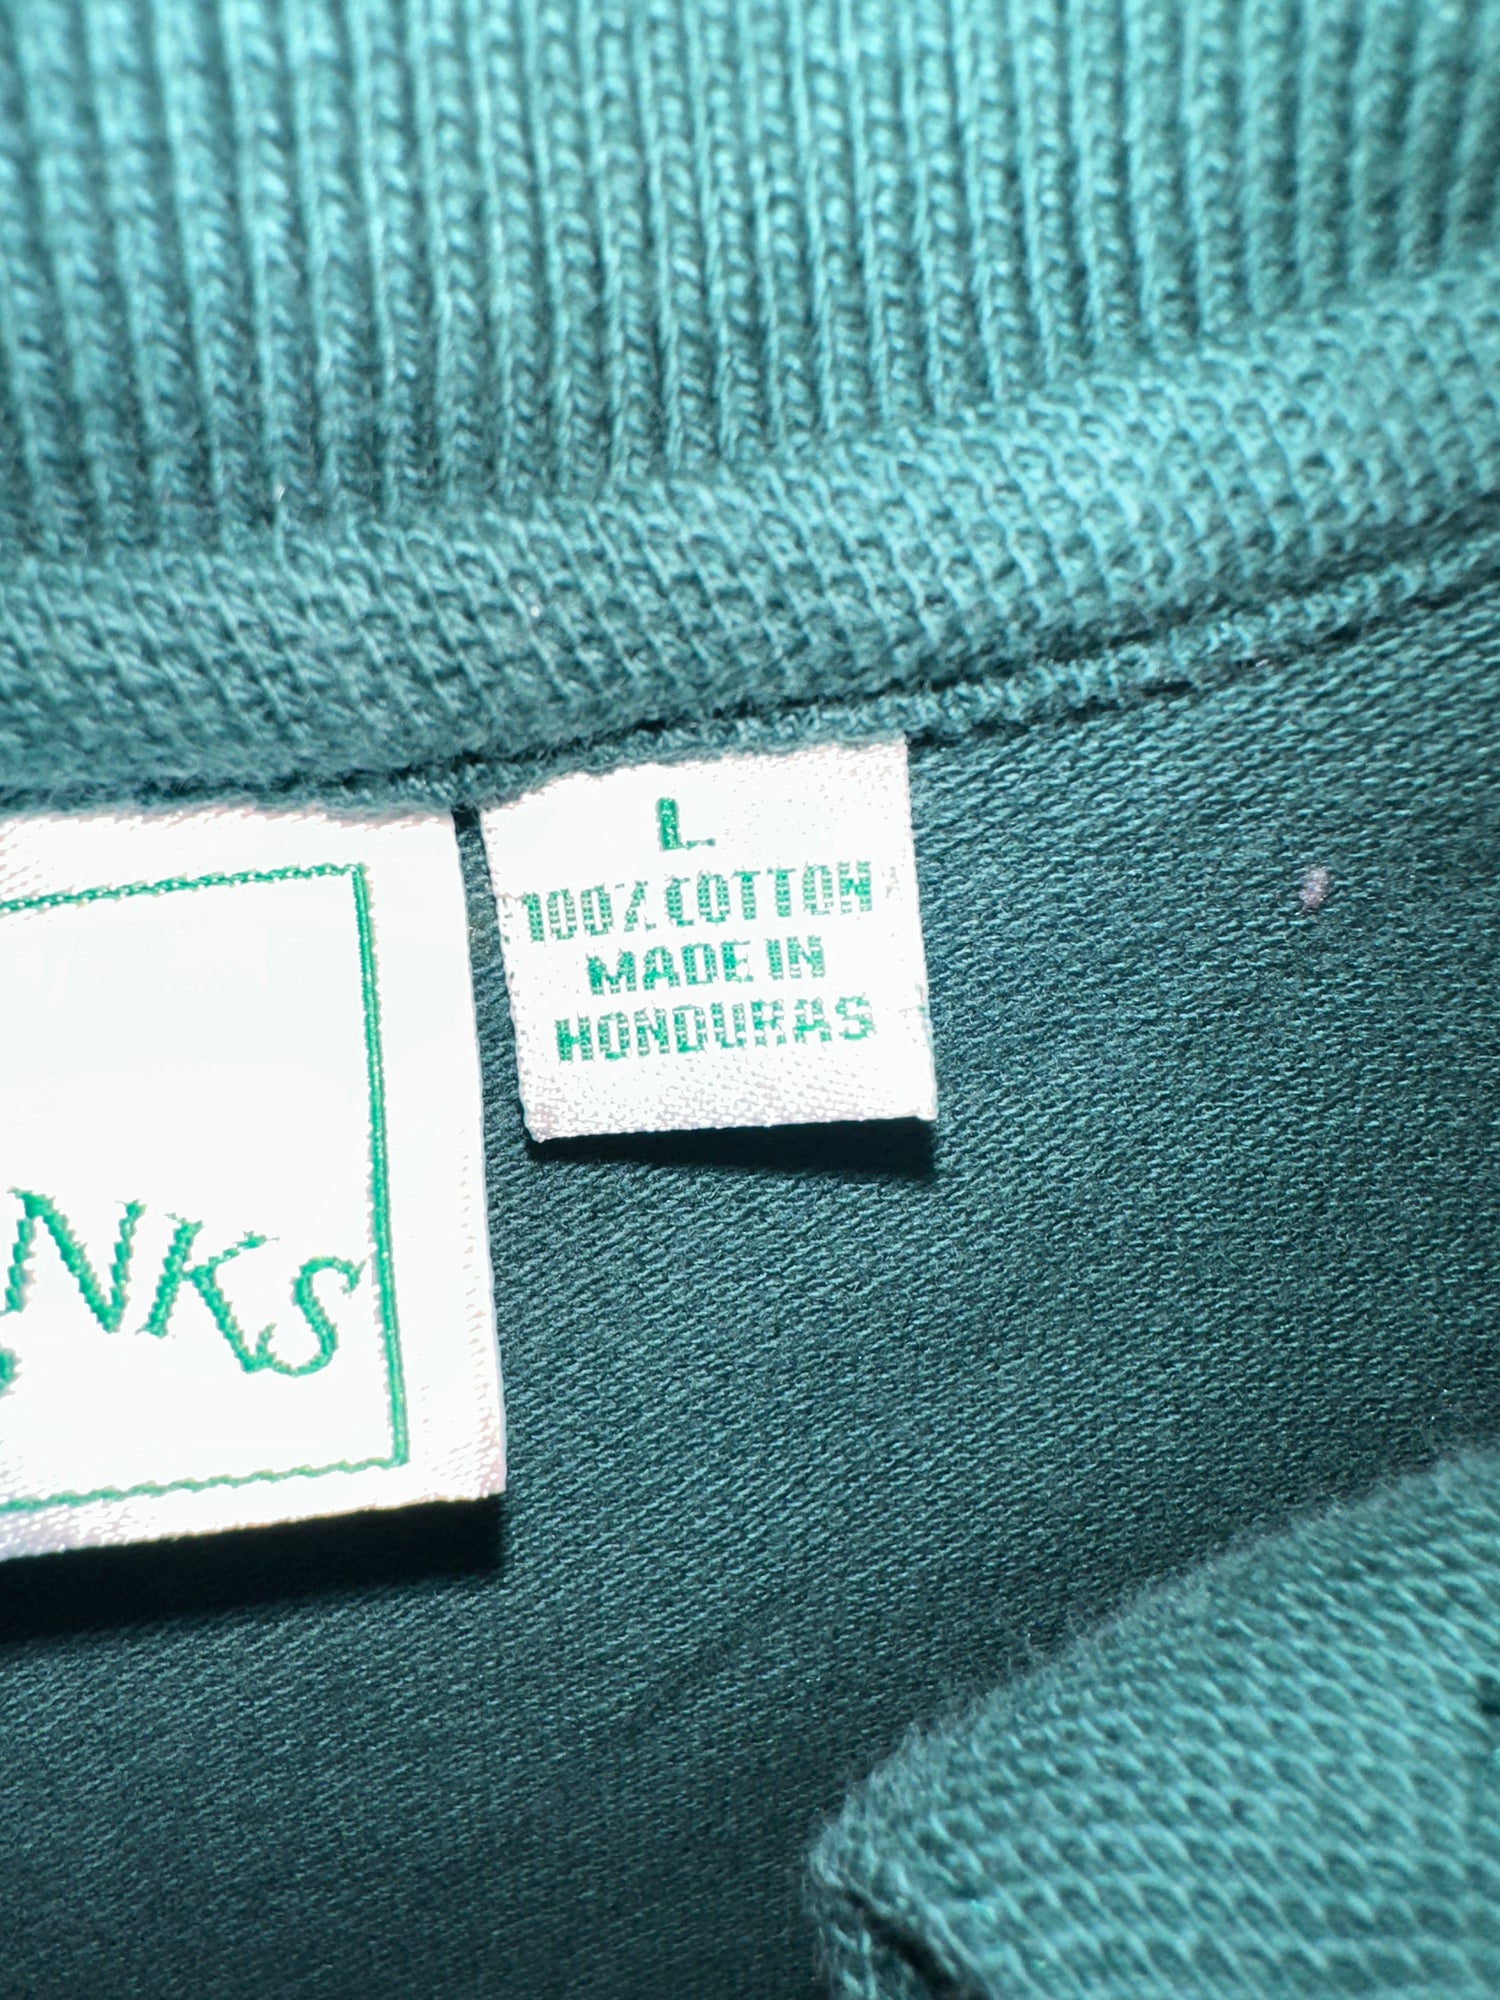 L
100% COTTON
MADE IN
HONDURAS
NKS